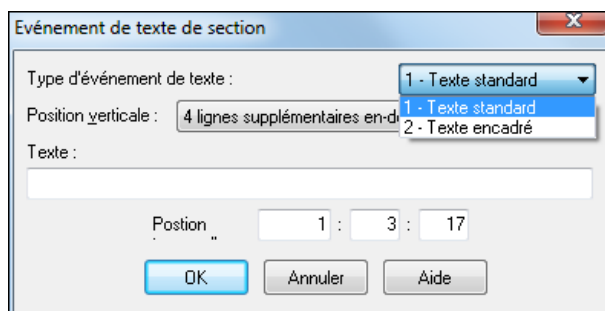 Evénement de texte de section
Type d'événement de texte : 1 - Texte standard
1 - Texte standard
Position verticale : 4 lignes supplémentaires en-d
2 - Texte encadré
Texte :
Postion 1 : 3 : 17
OK Annuler Aide